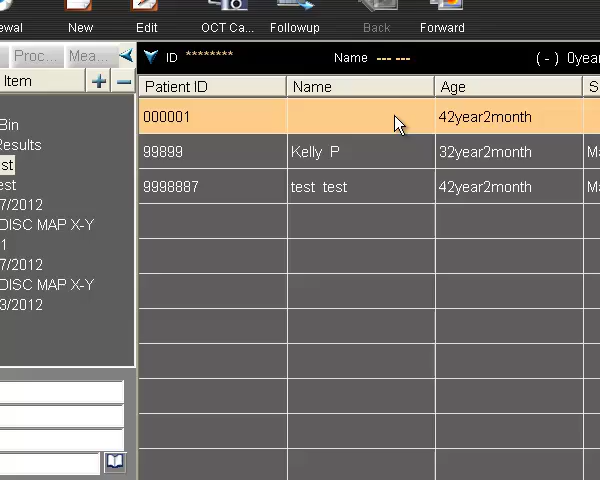 ewal New Edit OCT Ca... Followup Back Forward
Proc... Mea... ID ******** Name --- --- ( - ) 0year
Item + −
Patient ID Name Age S
000001 42year2month
99899 Kelly P 32year2month Ma
9998887 test test 42year2month Ma
Bin
Results
st
est
7/2012
DISC MAP X-Y
1
7/2012
DISC MAP X-Y
3/2012